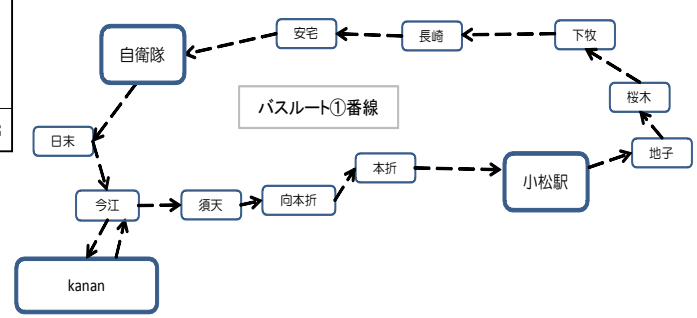 安宅
長崎
下牧
自衛隊
バスルート①番線
桜木
日末
地子
本折
小松駅
今江
須天
向本折
kanan